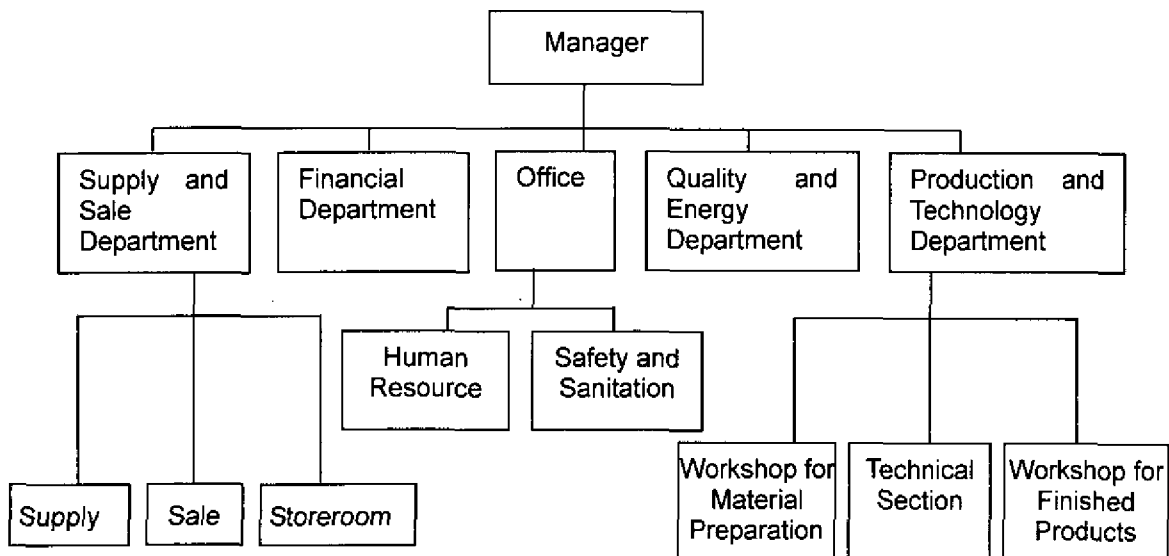 Manager
Supply and
Sale
Department
Financial
Department
Office
Quality and
Energy
Department
Production and
Technology
Department
Human
Resource
Safety and
Sanitation
Supply
Sale
Storeroom
Workshop for
Material
Preparation
Technical
Section
Workshop for
Finished
Products